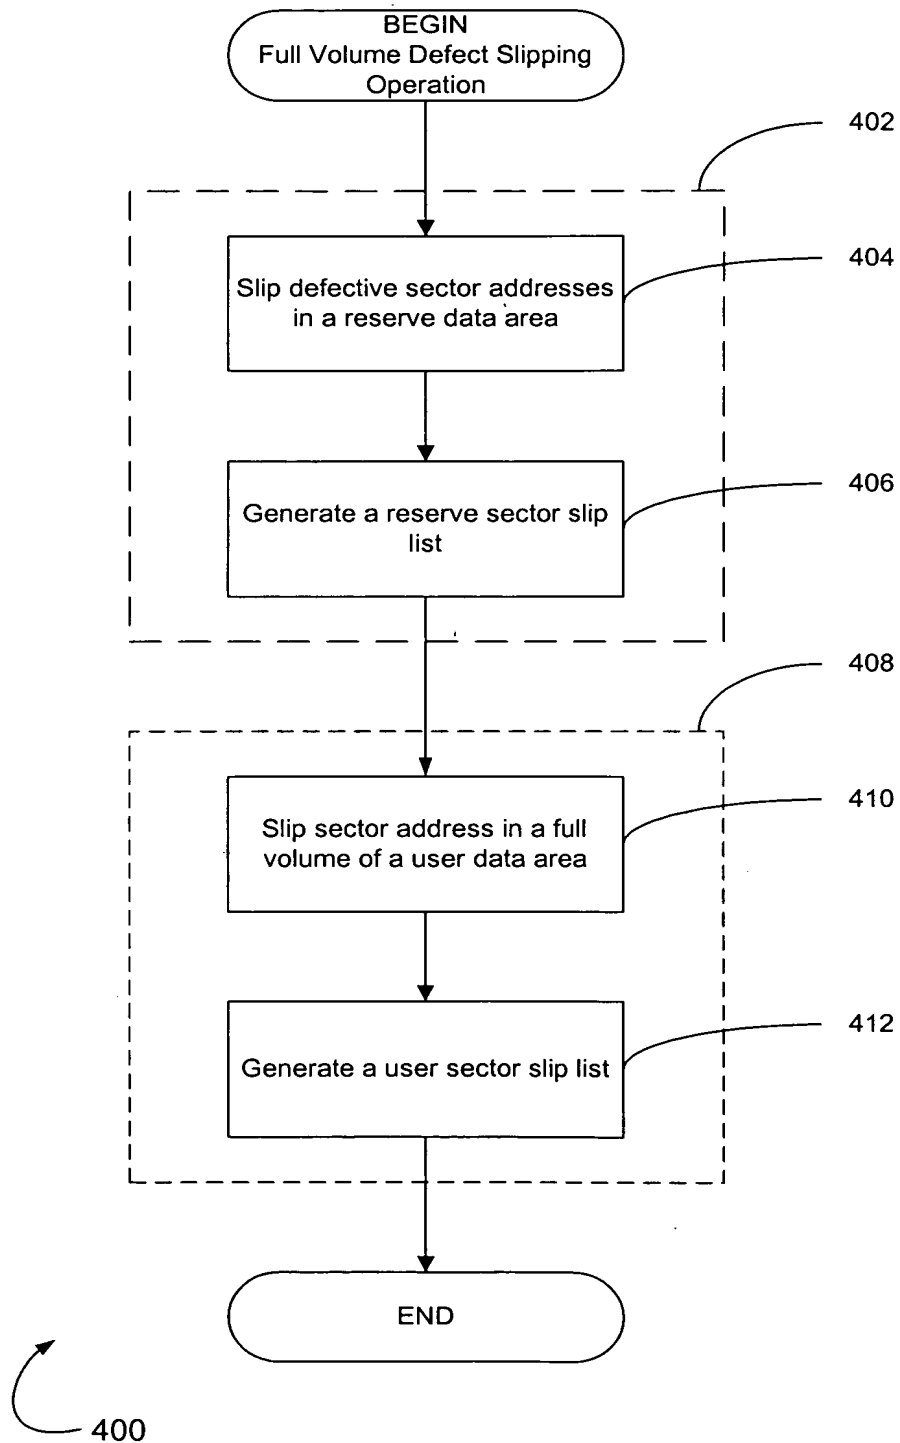 BEGIN
Full Volume Defect Slipping
Operation
402
404
Slip defective sector addresses
in a reserve data area
406
Generate a reserve sector slip
list
408
410
Slip sector address in a full
volume of a user data area
412
Generate a user sector slip list
END
400